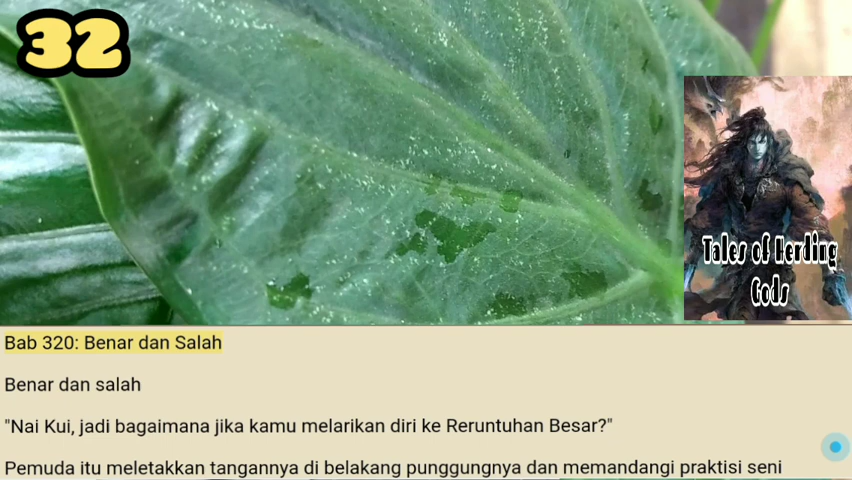 32
Tales of Herding
Gods
Bab 320: Benar dan Salah
Benar dan salah
"Nai Kui, jadi bagaimana jika kamu melarikan diri ke Reruntuhan Besar?"
Pemuda itu meletakkan tangannya di belakang punggungnya dan memandangi praktisi seni